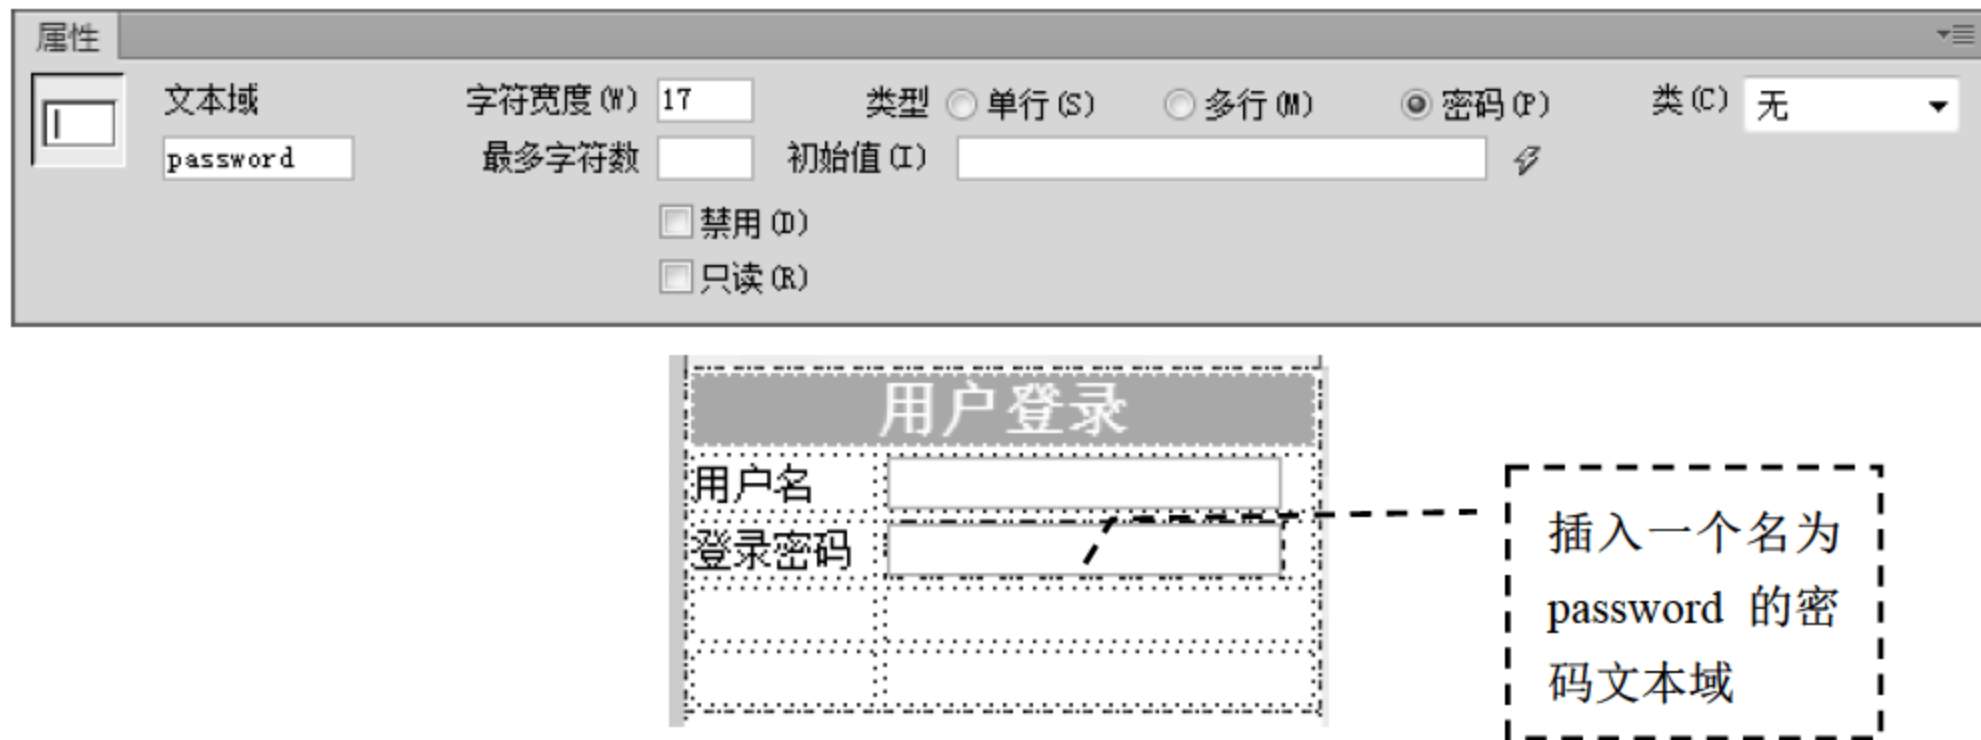 属性
文本域 字符宽度(W) 17 类型 单行(S) 多行(M) 密码(P) 类(C) 无
password 最多字符数 初始值(I)
禁用(D)
只读(R)
用户登录
用户名
登录密码
插入一个名为
password 的密
码文本域